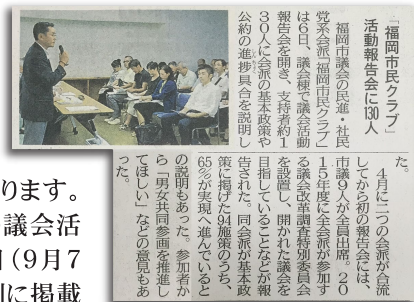 「福岡市民クラブ」
活動報告会に130人
福岡市議会の民進・社民
党系会派「福岡市民クラブ」
は6日、議会棟で議会活動
報告会を開き、支持者約1
30人に会派の基本政策や
公約の進捗具合を説明し
た。
4月に二つの会派が合流
してから初の報告会には、
市議9人が全員出席。20
15年度に全会派が参加す
る議会改革調査特別委員会
を設置し、開かれた議会を
目指していることなどが報
告された。同会派が基本政
策に掲げた94施策のうち、
65%が実現へ進んでいると
の説明もあった。参加者か
ら「男女共同参画を推進し
てほしい」などの意見もあ
った。
ります。
議会活
(9月7
に掲載